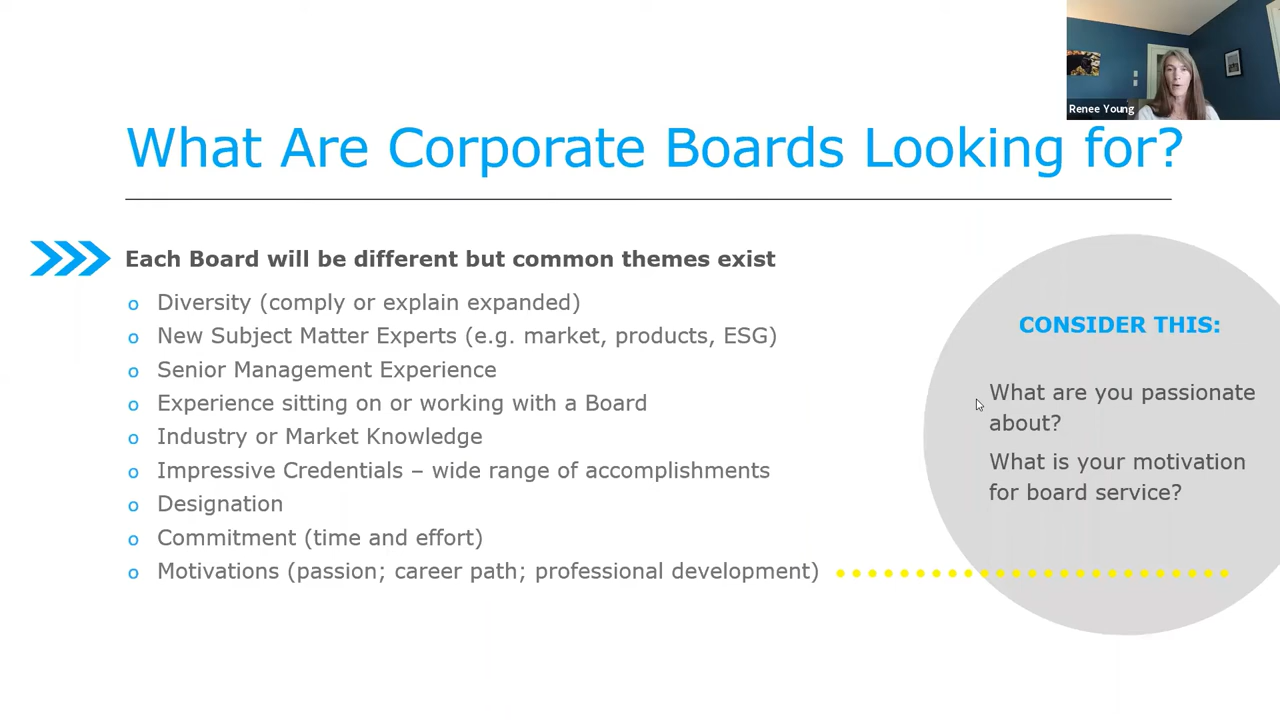 Renee Young
What Are Corporate Boards Looking for?
Each Board will be different but common themes exist
o Diversity (comply or explain expanded)
o New Subject Matter Experts (e.g. market, products, ESG)
o Senior Management Experience
o Experience sitting on or working with a Board
o Industry or Market Knowledge
o Impressive Credentials – wide range of accomplishments
o Designation
o Commitment (time and effort)
o Motivations (passion; career path; professional development)
CONSIDER THIS:
What are you passionate
about?
What is your motivation
for board service?